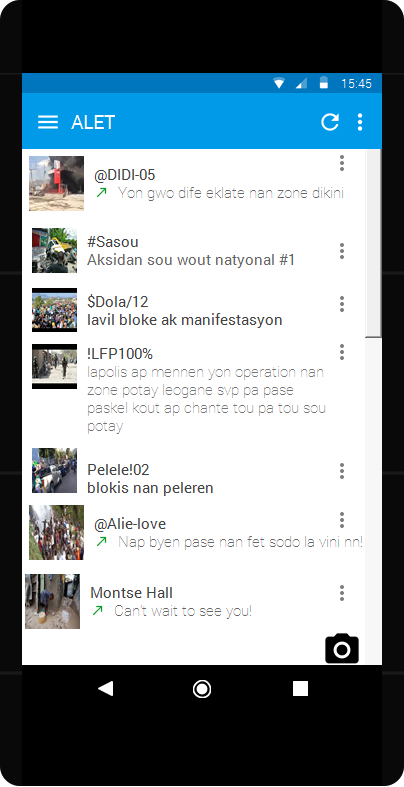 15:45
ALET
@DIDI-05
Yon gwo dife eklate nan zone dikini
#Sasou
Aksidan sou wout natyonal #1
$Dola/12
lavil bloke ak manifestasyon
!LFP100%
lapolis ap mennen yon operation nan
zone potay leogane svp pa pase
paskel kout ap chante tou pa tou sou
potay
Pelele!02
blokis nan peleren
@Alie-love
Nap byen pase nan fet sodo la vini nn!
Montse Hall
Can't wait to see you!